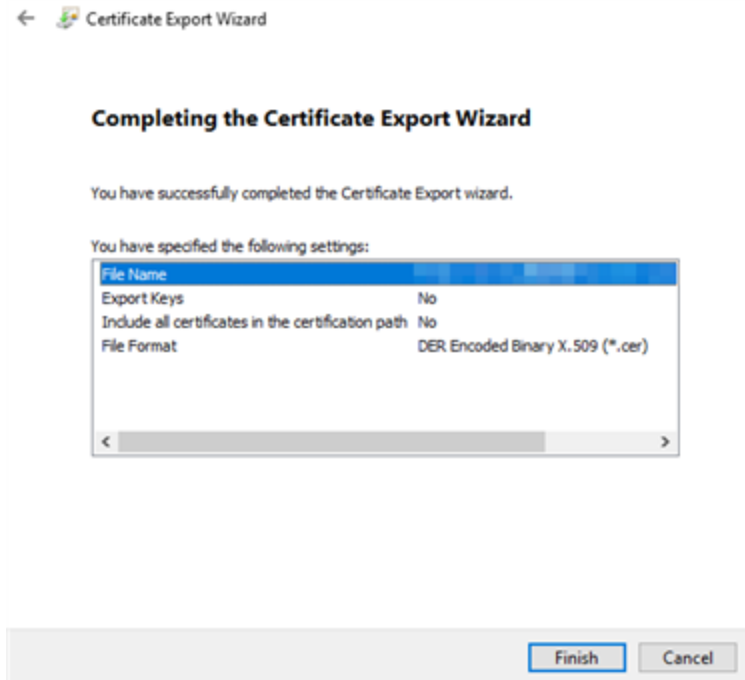 Certificate Export Wizard
Completing the Certificate Export Wizard
You have successfully completed the Certificate Export wizard.
You have specified the following settings:
File Name
Export Keys No
Include all certificates in the certification path No
File Format DER Encoded Binary X.509 (*.cer)
Finish Cancel